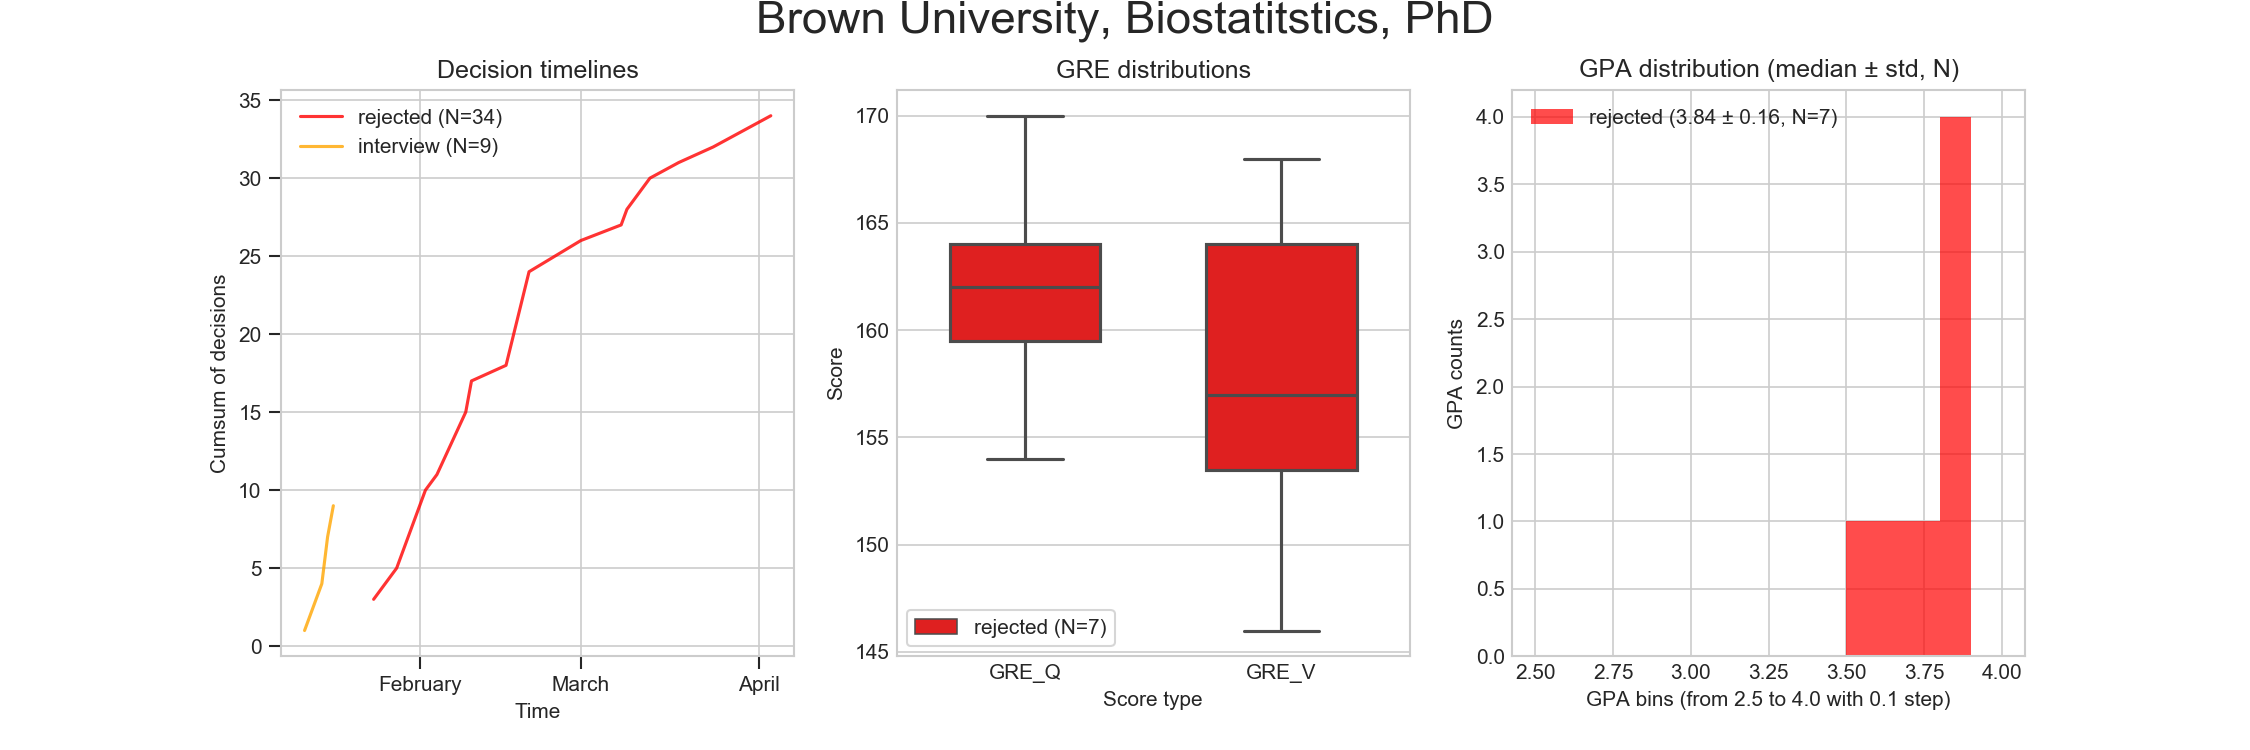 Brown University, Biostatitstics, PhD
Decision timelines
35
30
25
20
15
10
5
0
Cumsum of decisions
rejected (N=34)
interview (N=9)
February March April
Time
GRE distributions
170
165
160
155
150
145
Score
rejected (N=7)
GRE_Q GRE_V
Score type
GPA distribution (median ± std, N)
4.0
3.5
3.0
2.5
2.0
1.5
1.0
0.5
0.0
GPA counts
rejected (3.84 ± 0.16, N=7)
2.50 2.75 3.00 3.25 3.50 3.75 4.00
GPA bins (from 2.5 to 4.0 with 0.1 step)